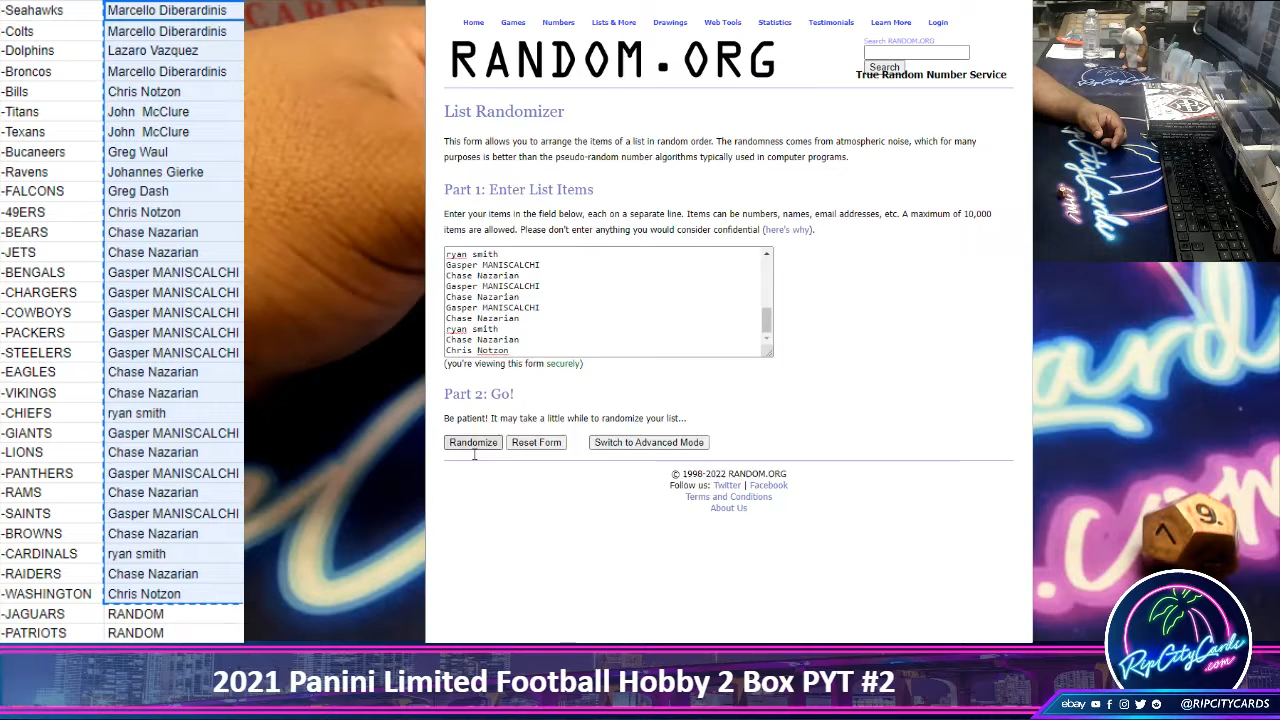 -Seahawks Marcello Diberardinis
-Colts Marcello Diberardinis
-Dolphins Lazaro Vazquez
-Broncos Marcello Diberardinis
-Bills Chris Notzon
-Titans John McClure
-Texans John McClure
-Bucaneers Greg Waul
-Ravens Johannes Gierke
-FALCONS Greg Dash
-49ERS Chris Notzon
-BEARS Chase Nazarian
-JETS Chase Nazarian
-BENGALS Gasper MANISCALCHI
-CHARGERS Gasper MANISCALCHI
-COWBOYS Gasper MANISCALCHI
-PACKERS Gasper MANISCALCHI
-STEELERS Gasper MANISCALCHI
-EAGLES Chase Nazarian
-VIKINGS Chase Nazarian
-CHIEFS ryan smith
-GIANTS Gasper MANISCALCHI
-LIONS Chase Nazarian
-PANTHERS Gasper MANISCALCHI
-RAMS Chase Nazarian
-SAINTS Gasper MANISCALCHI
-BROWNS Chase Nazarian
-CARDINALS ryan smith
-RAIDERS Chase Nazarian
-WASHINGTON Chris Notzon
-JAGUARS RANDOM
-PATRIOTS RANDOM
Home Games Numbers Lists & More Drawings Web Tools Statistics Testimonials Learn More Login
RANDOM.ORG
Search RANDOM.ORG
Search
True Random Number Service
List Randomizer
This form allows you to arrange the items of a list in random order. The randomness comes from atmospheric noise, which for many
purposes is better than the pseudo-random number algorithms typically used in computer programs.
Part 1: Enter List Items
Enter your items in the field below, each on a separate line. Items can be numbers, names, email addresses, etc. A maximum of 10,000
items are allowed. Please don't enter anything you would consider confidential (here's why).
ryan smith
Gasper MANISCALCHI
Chase Nazarian
Gasper MANISCALCHI
Chase Nazarian
Gasper MANISCALCHI
Chase Nazarian
ryan smith
Chase Nazarian
Chris Notzon
(you're viewing this form securely)
Part 2: Go!
Be patient! It may take a little while to randomize your list...
Randomize Reset Form Switch to Advanced Mode
© 1998-2022 RANDOM.ORG
Follow us: Twitter | Facebook
Terms and Conditions
About Us
7 9.
2021 Panini Limited Football Hobby 2 Box PYT #2
RipCityCards
.com
ebay @RIPCITYCARDS